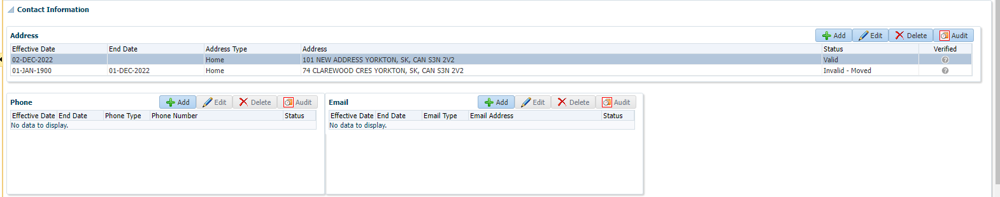 Contact Information
Address Add Edit Delete Audit
Effective Date End Date Address Type Address Status Verified
02-DEC-2022 Home 101 NEW ADDRESS YORKTON, SK, CAN S3N 2V2 Valid ?
01-JAN-1900 01-DEC-2022 Home 74 CLAREWOOD CRES YORKTON, SK, CAN S3N 2V2 Invalid - Moved ?
Phone Add Edit Delete Audit
Effective Date End Date Phone Type Phone Number Status
No data to display.
Email Add Edit Delete Audit
Effective Date End Date Email Type Email Address Status
No data to display.